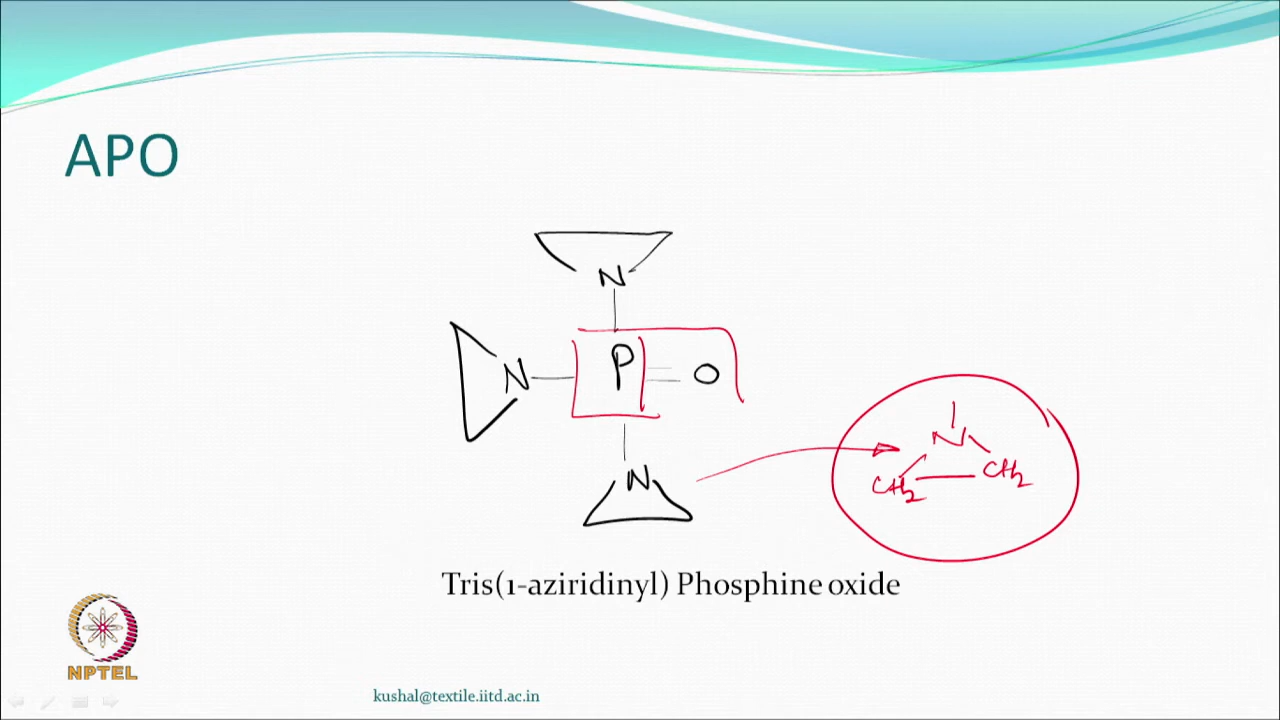 APO
N
N P = O
N
N
CH2 CH2
Tris(1-aziridinyl) Phosphine oxide
NPTEL
kushal@textile.iitd.ac.in